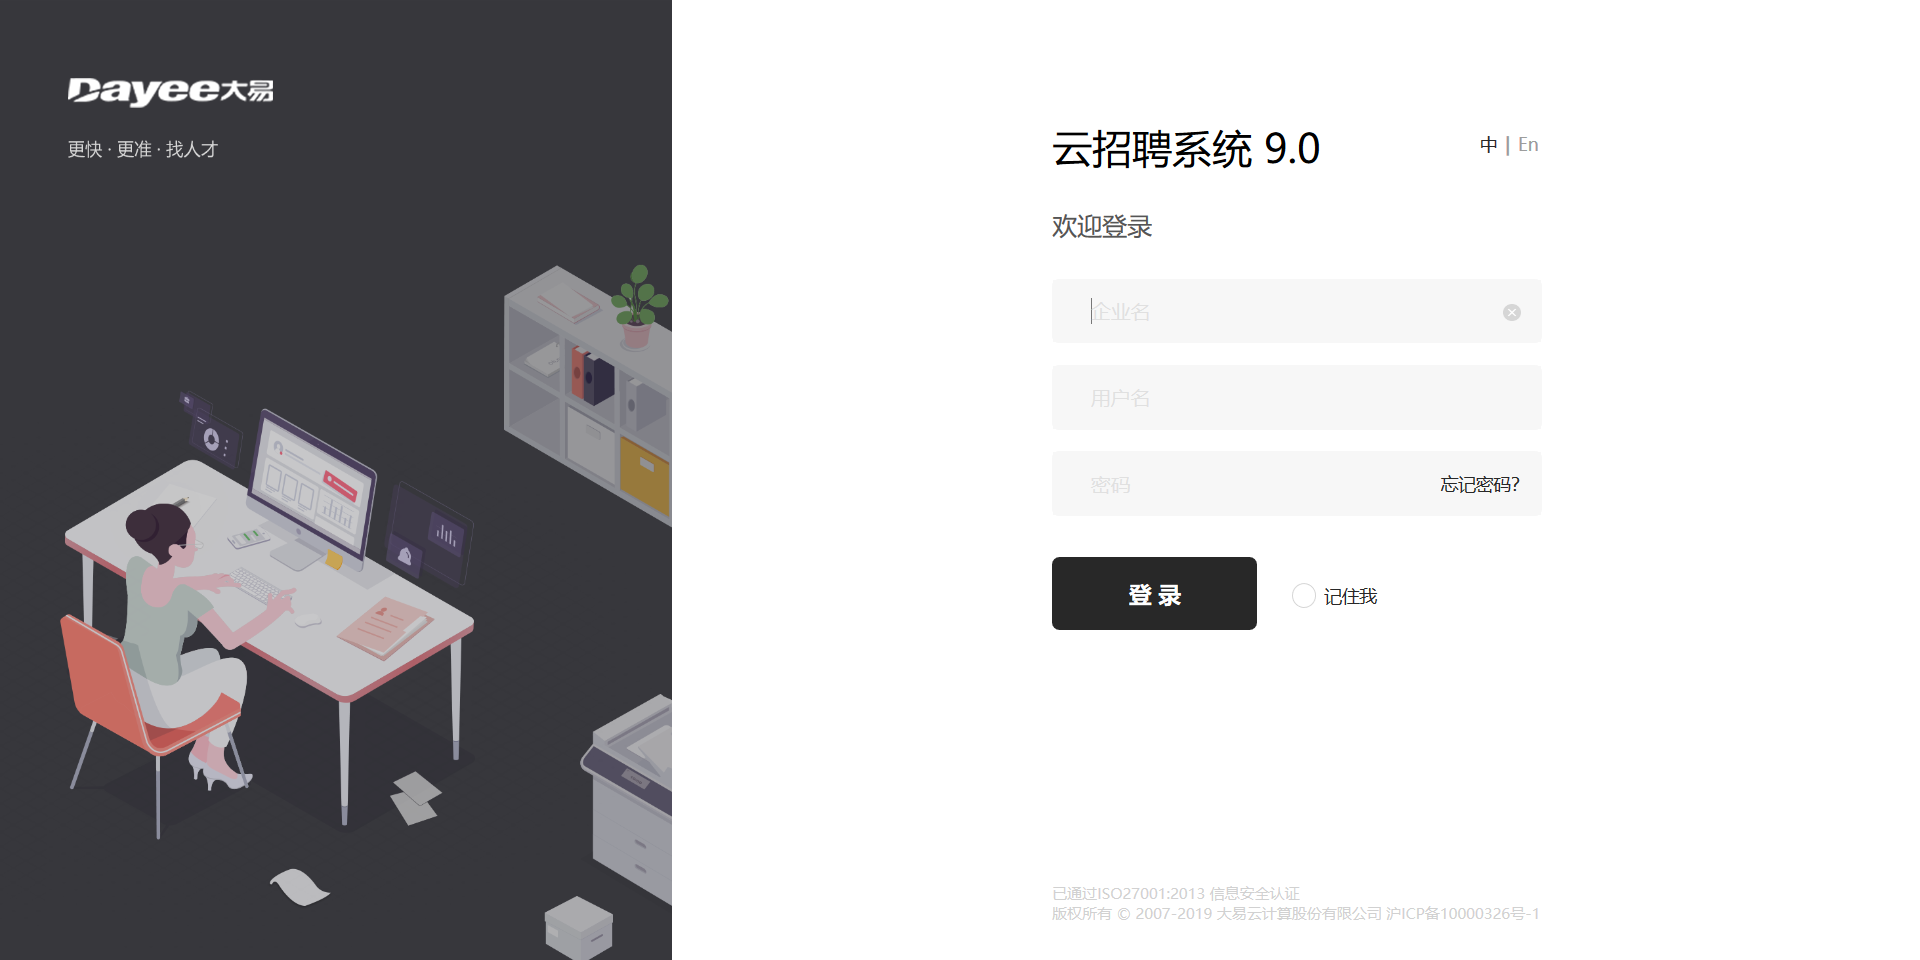 Dayee大易
更快 · 更准 · 找人才
云招聘系统 9.0
中 | En
欢迎登录
企业名
用户名
密码
忘记密码?
登 录
记住我
已通过ISO27001:2013 信息安全认证
版权所有 © 2007-2019 大易云计算股份有限公司 沪ICP备10000326号-1